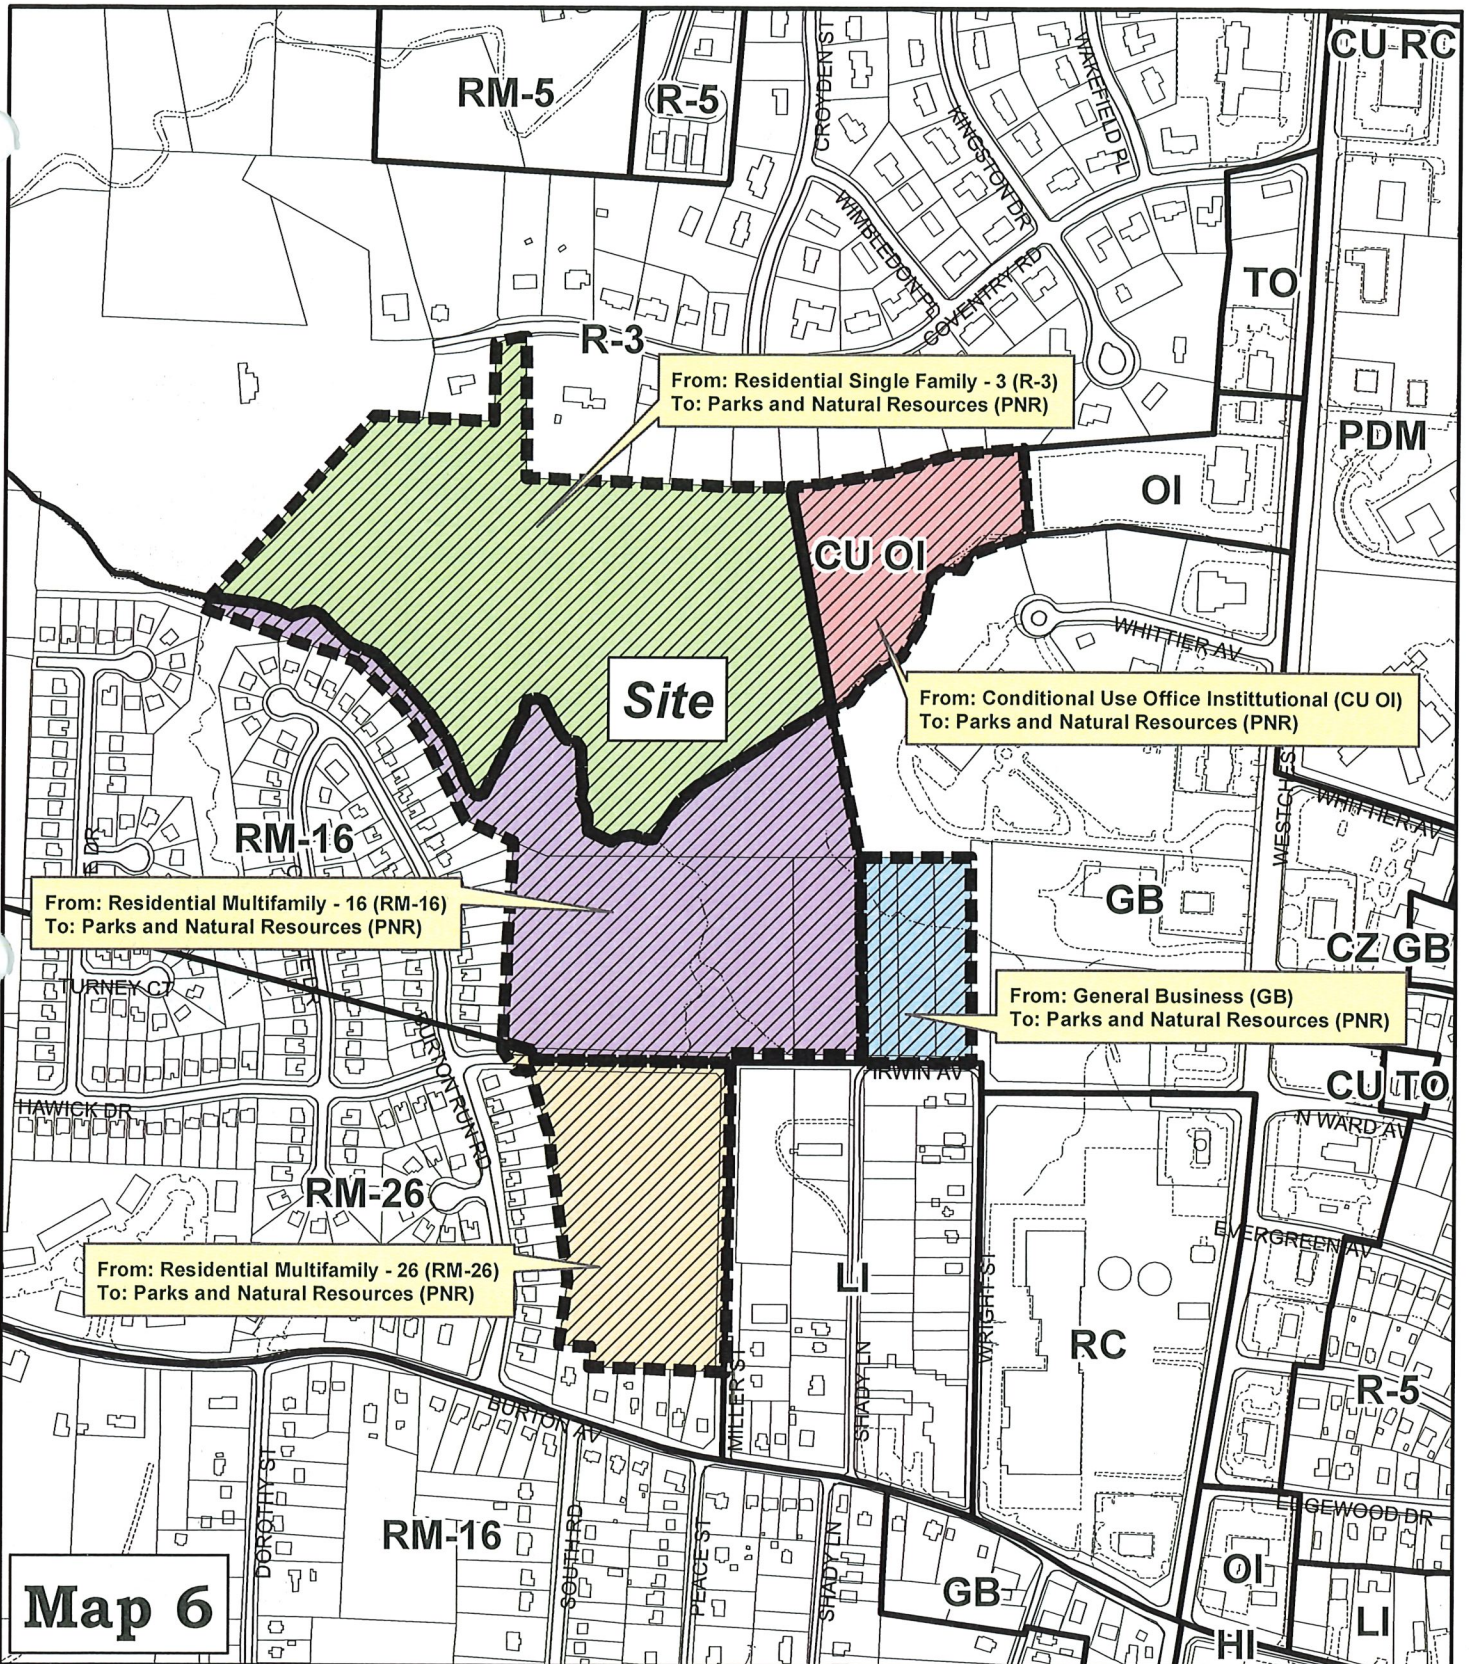 CU RC
RM-5
R-5
CROYDEN ST
KINGSTON DR
WAKEFIELD PL
WIMBLEDON PL
COVENTRY RD
TO
R-3
From: Residential Single Family - 3 (R-3)
To: Parks and Natural Resources (PNR)
PDM
OI
CU OI
WHITTIER AV
Site
From: Conditional Use Office Instittutional (CU OI)
To: Parks and Natural Resources (PNR)
WESTCHES
WHITTIER AV
RM-16
E DR
GB
From: Residential Multifamily - 16 (RM-16)
To: Parks and Natural Resources (PNR)
CZ GB
TURNEY CT
From: General Business (GB)
To: Parks and Natural Resources (PNR)
BURTON RUN RD
IRWIN AV
CU TO
HAWICK DR
N WARD AV
RM-26
EVERGREEN AV
From: Residential Multifamily - 26 (RM-26)
To: Parks and Natural Resources (PNR)
LI
WRIGHT ST
RC
MILLER ST
SHADY LN
R-5
BURTON AV
DOROTHY ST
RM-16
SOUTH RD
PLACE ST
SHADY LN
EDGEWOOD DR
OI
GB
LI
HI
Map 6